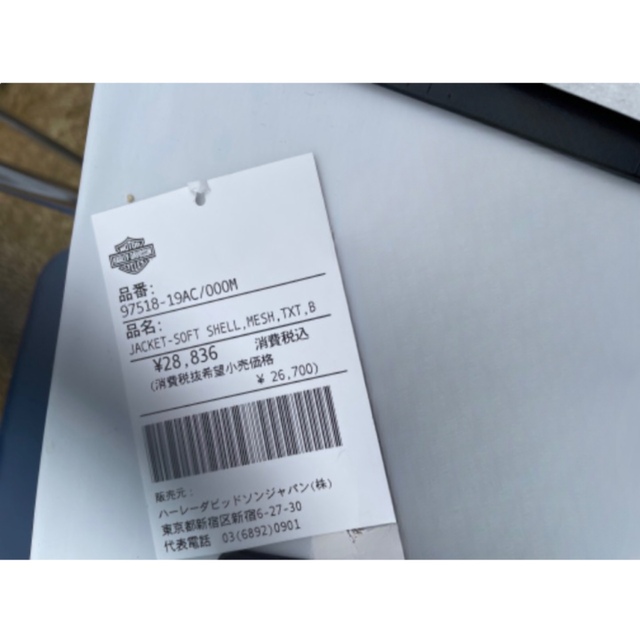 品番:
97518-19AC/000M
品名:
JACKET-SOFT SHELL,MESH,TXT,B
¥28,836 消費税込
(消費税抜希望小売価格
¥ 26,700)
販売元:
ハーレーダビッドソンジャパン(株)
東京都新宿区新宿6-27-30
代表電話 03(6892)0901